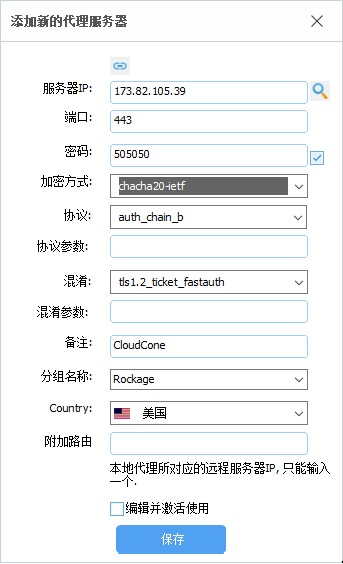 添加新的代理服务器
服务器IP: 173.82.105.39
端口: 443
密码: 505050
加密方式: chacha20-ietf
协议: auth_chain_b
协议参数:
混淆: tls1.2_ticket_fastauth
混淆参数:
备注: CloudCone
分组名称: Rockage
Country: 美国
附加路由
本地代理所对应的远程服务器IP, 只能输入
一个.
编辑并激活使用
保存